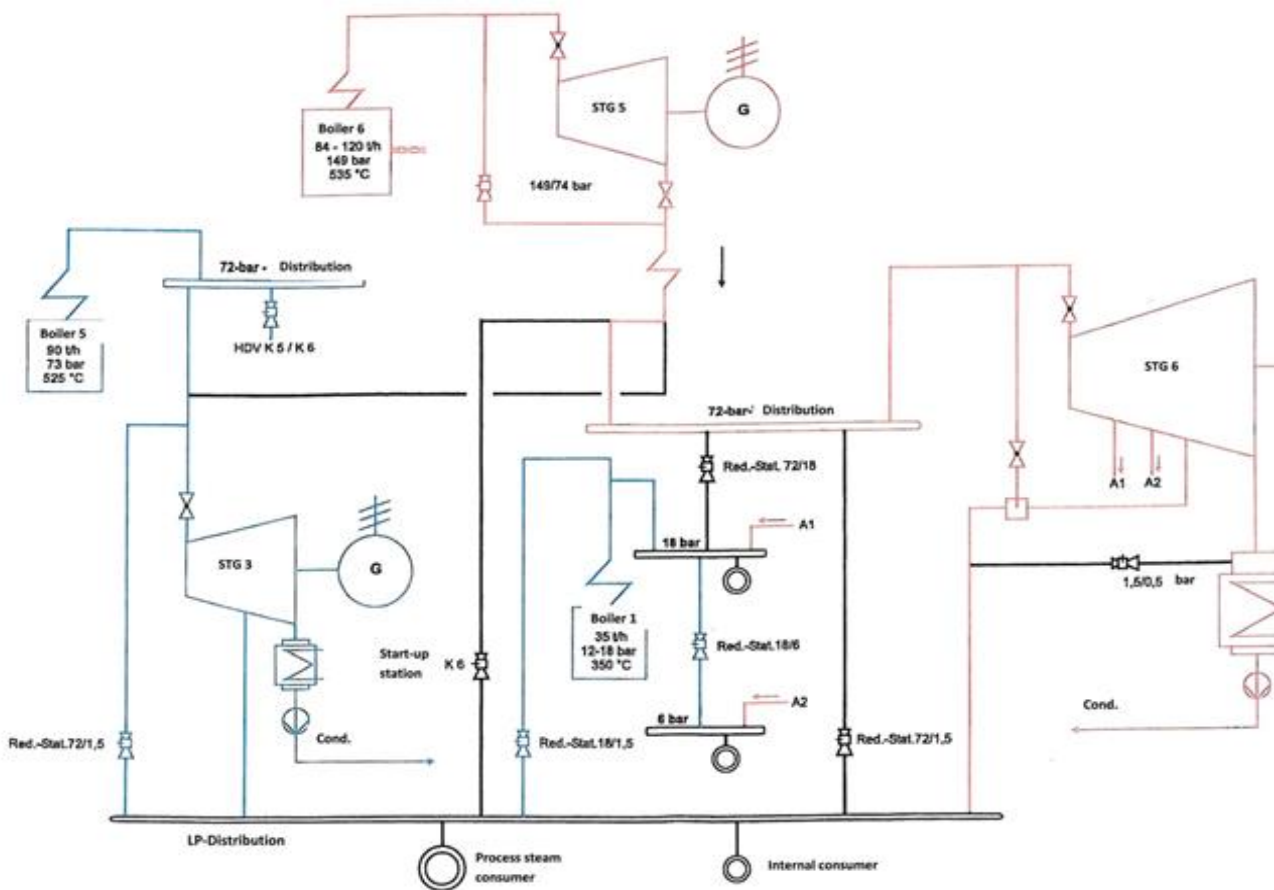 STG 5
G
Boiler 6
84 - 120 t/h
149 bar
535 °C
149/74 bar
72-bar - Distribution
HDV K 5 / K 6
Boiler 5
90 t/h
73 bar
525 °C
STG 6
72-bar- Distribution
Red.-Stat. 72/18
A1 A2
A1
18 bar
STG 3
G
1,5/0,5 bar
Boiler 1
35 t/h
12-18 bar
350 °C
Red.-Stat.18/6
Start-up
station
K 6
A2
6 bar
Cond.
Cond.
Red.-Stat.72/1,5
Red.-Stat.18/1,5
Red.-Stat.72/1,5
LP-Distribution
Process steam
consumer
Internal consumer